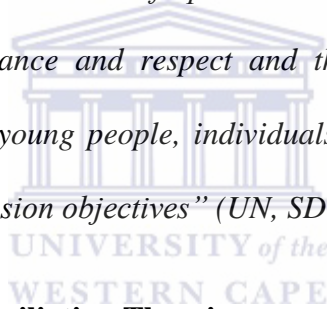 ance and respect and th
young people, individuals
sion objectives” (UN, SD
UNIVERSITY of the
WESTERN CAPE